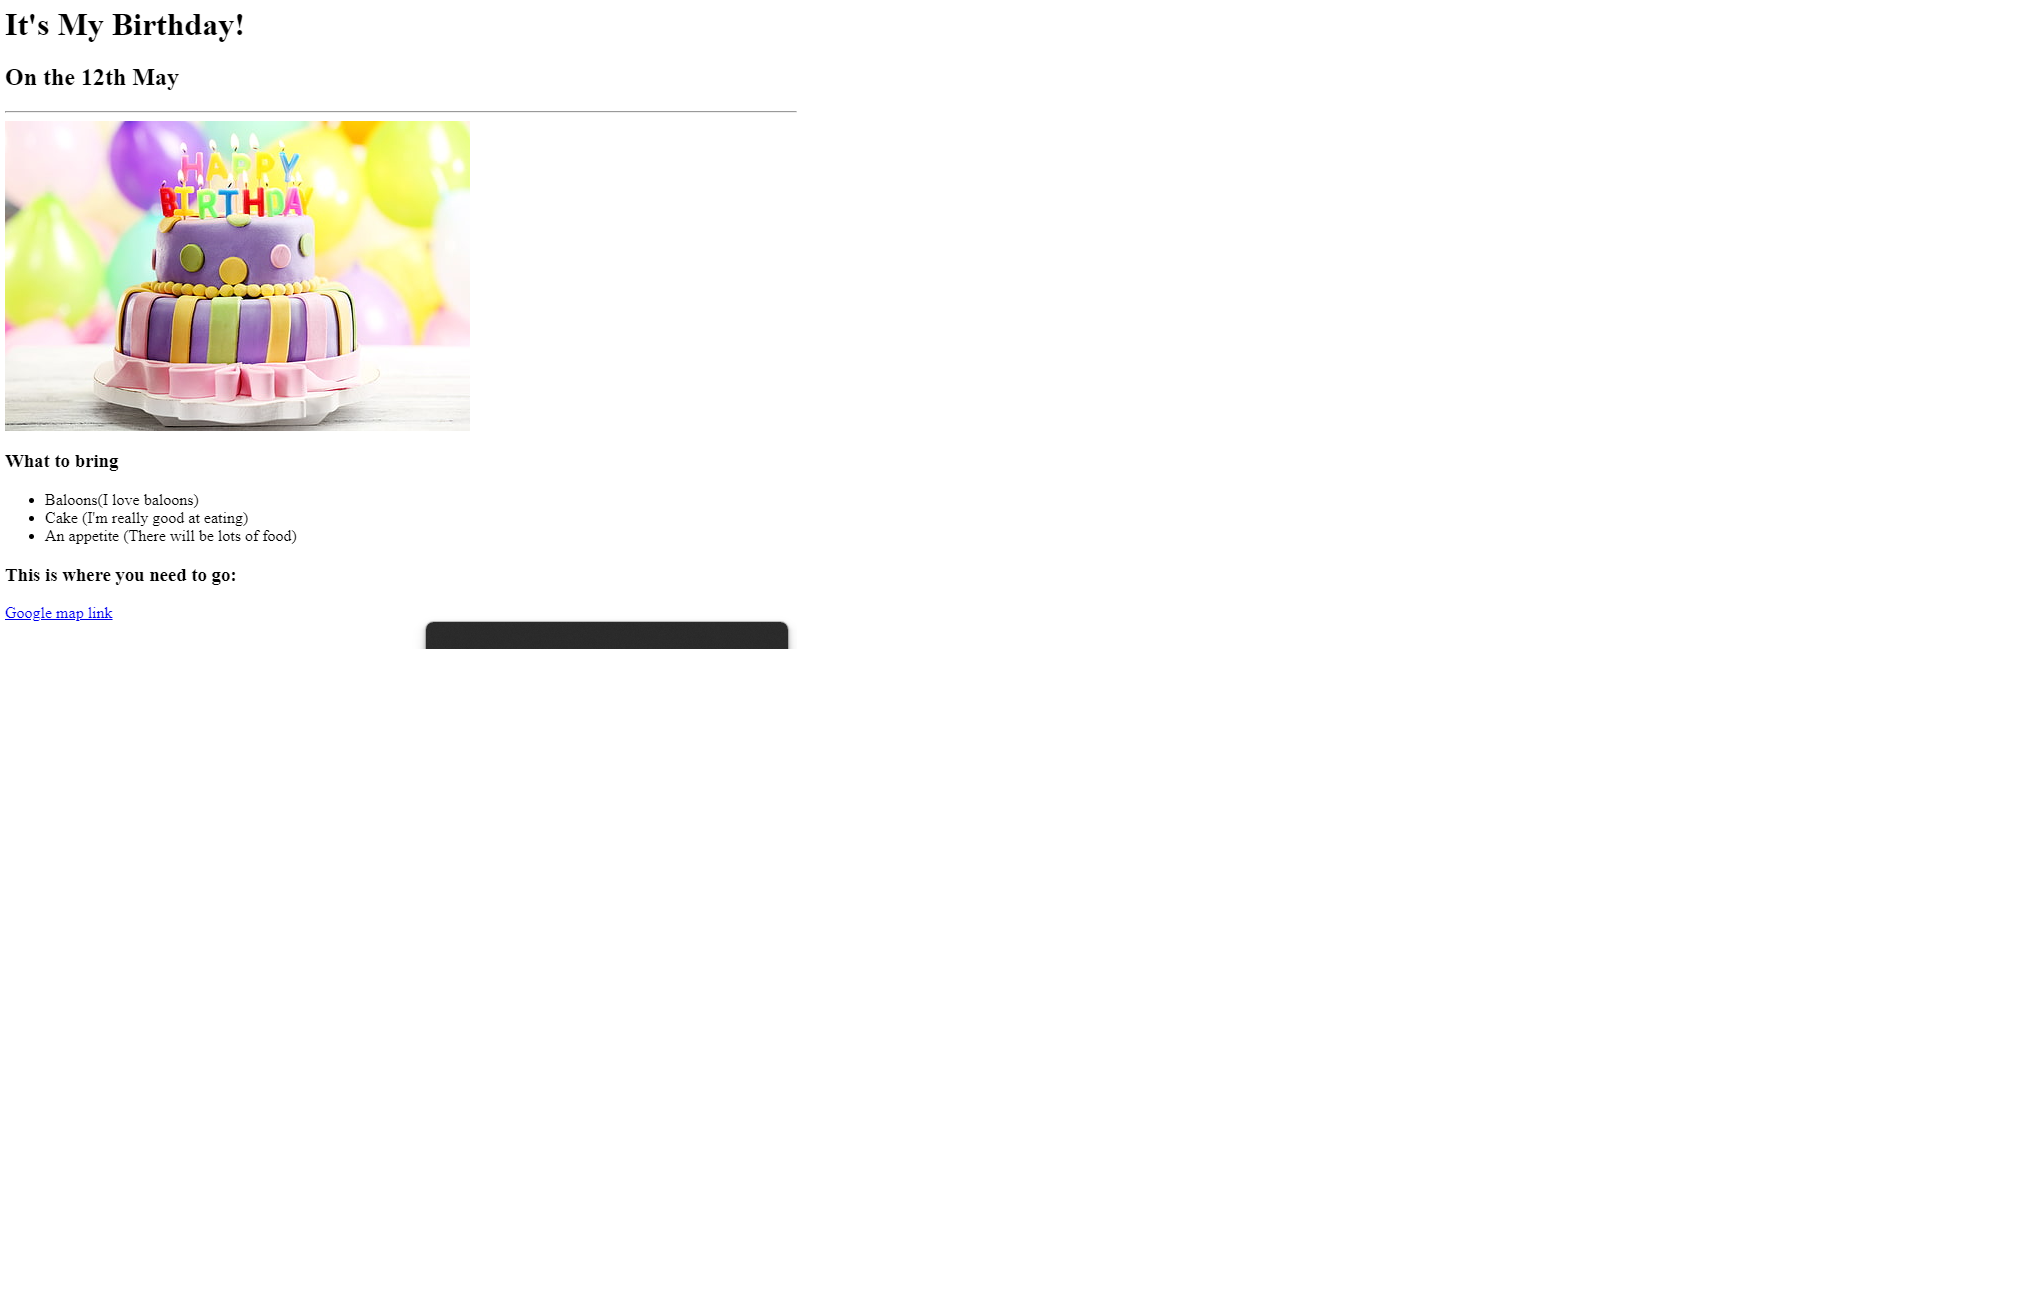 It's My Birthday!
On the 12th May
HAPPY
BIRTHDAY
What to bring
Baloons(I love baloons)
Cake (I'm really good at eating)
An appetite (There will be lots of food)
This is where you need to go:
Google map link